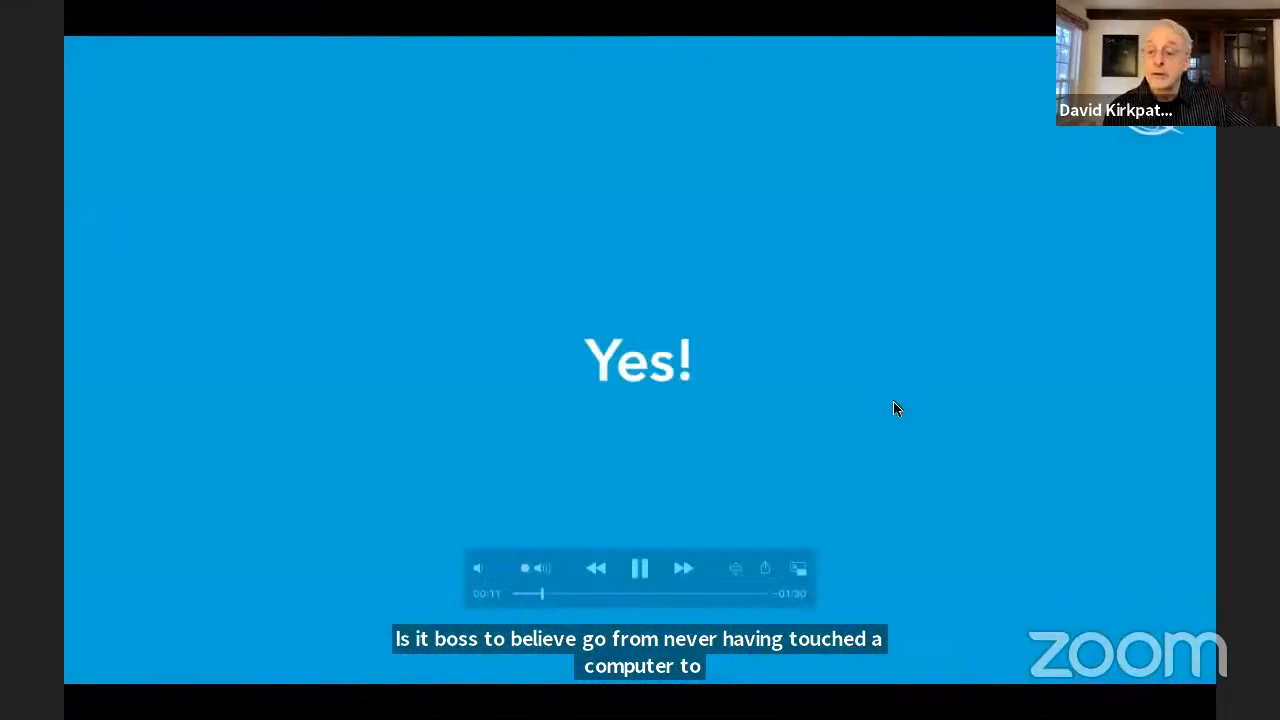 David Kirkpat...
Yes!
00:11
-01:30
Is it boss to believe go from never having touched a
computer to
zoom